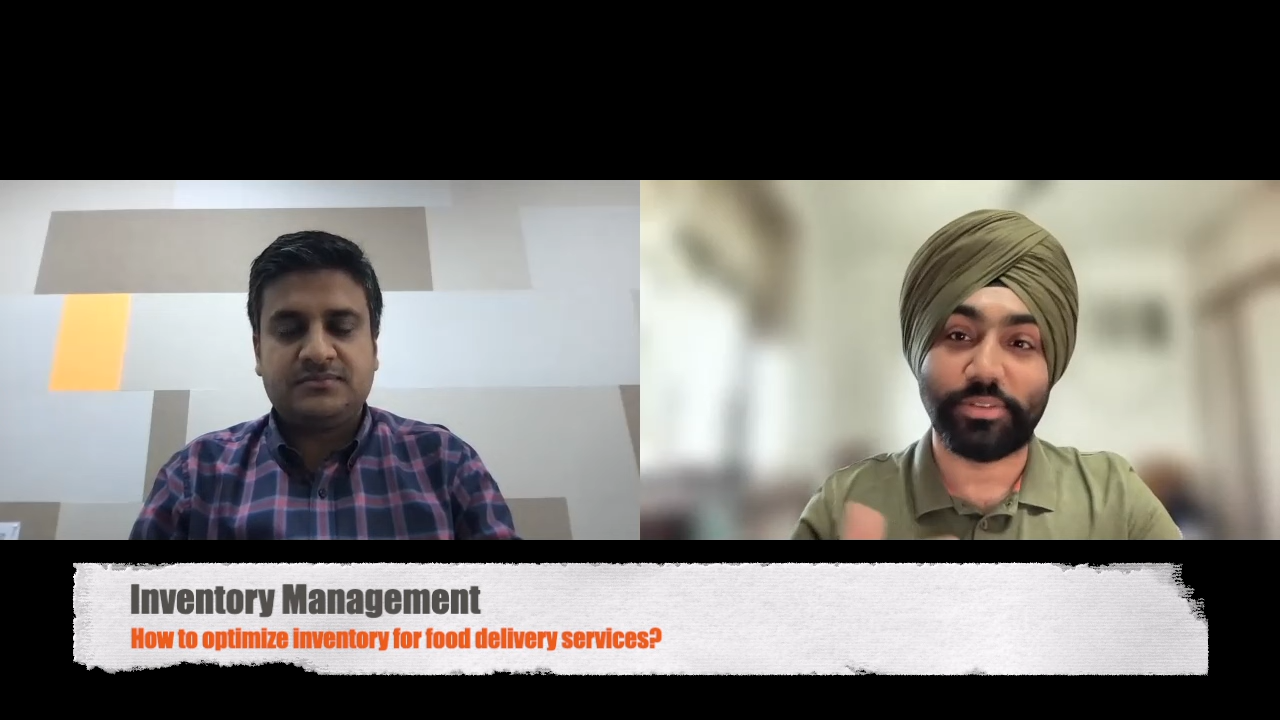 Inventory Management
How to optimize inventory for food delivery services?